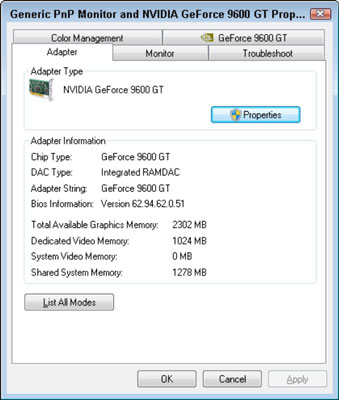 Generic PnP Monitor and NVIDIA GeForce 9600 GT Prop...
Color Management GeForce 9600 GT
Adapter Monitor Troubleshoot
Adapter Type
NVIDIA GeForce 9600 GT
Properties
Adapter Information
Chip Type: GeForce 9600 GT
DAC Type: Integrated RAMDAC
Adapter String: GeForce 9600 GT
Bios Information: Version 62.94.62.0.51
Total Available Graphics Memory: 2302 MB
Dedicated Video Memory: 1024 MB
System Video Memory: 0 MB
Shared System Memory: 1278 MB
List All Modes
OK Cancel Apply